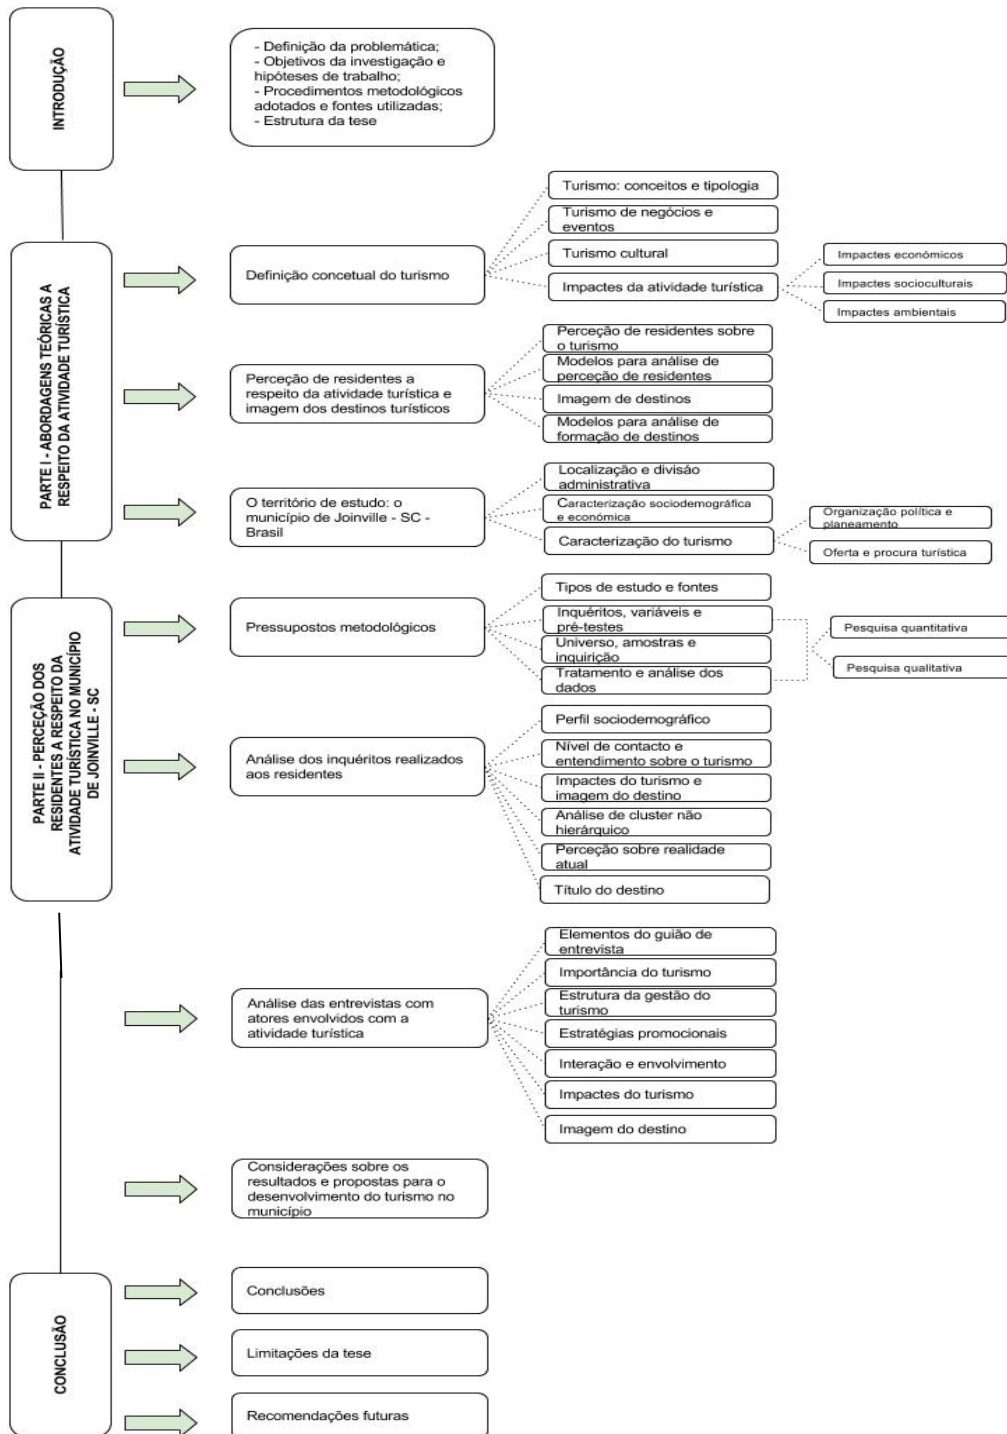 INTRODUÇÃO
- Definição da problemática;
- Objetivos da investigação e
hipóteses de trabalho;
- Procedimentos metodológicos
adotados e fontes utilizadas;
- Estrutura da tese
PARTE I - ABORDAGENS TEÓRICAS A
RESPEITO DA ATIVIDADE TURÍSTICA
Definição concetual do turismo
Turismo: conceitos e tipologia
Turismo de negócios e
eventos
Turismo cultural
Impactes da atividade turística
Impactes económicos
Impactes socioculturais
Impactes ambientais
Perceção de residentes a
respeito da atividade turística e
imagem dos destinos turísticos
Perceção de residentes sobre
o turismo
Modelos para análise de
perceção de residentes
Imagem de destinos
Modelos para análise de
formação de destinos
O território de estudo: o
município de Joinville - SC -
Brasil
Localização e divisão
administrativa
Caracterização sociodemográfica
e económica
Caracterização do turismo
Organização política e
planeamento
Oferta e procura turística
PARTE II - PERCEÇÃO DOS
RESIDENTES A RESPEITO DA
ATIVIDADE TURÍSTICA NO MUNICÍPIO
DE JOINVILLE - SC
Pressupostos metodológicos
Tipos de estudo e fontes
Inquéritos, variáveis e
pré-testes
Universo, amostras e
inquirição
Tratamento e análise dos
dados
Pesquisa quantitativa
Pesquisa qualitativa
Análise dos inquéritos realizados
aos residentes
Perfil sociodemográfico
Nível de contacto e
entendimento sobre o turismo
Impactes do turismo e
imagem do destino
Análise de cluster não
hierárquico
Perceção sobre realidade
atual
Título do destino
Análise das entrevistas com
atores envolvidos com a
atividade turística
Elementos do guião de
entrevista
Importância do turismo
Estrutura da gestão do
turismo
Estratégias promocionais
Interação e envolvimento
Impactes do turismo
Imagem do destino
Considerações sobre os
resultados e propostas para o
desenvolvimento do turismo no
município
CONCLUSÃO
Conclusões
Limitações da tese
Recomendações futuras